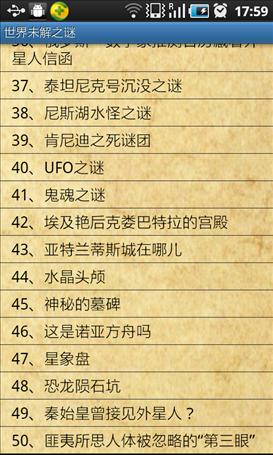 17:59
世界未解之谜
星人信函
37、泰坦尼克号沉没之谜
38、尼斯湖水怪之谜
39、肯尼迪之死谜团
40、UFO之谜
41、鬼魂之谜
42、埃及艳后克娄巴特拉的宫殿
43、亚特兰蒂斯城在哪儿
44、水晶头颅
45、神秘的墓碑
46、这是诺亚方舟吗
47、星象盘
48、恐龙陨石坑
49、秦始皇曾接见外星人？
50、匪夷所思人体被忽略的“第三眼”